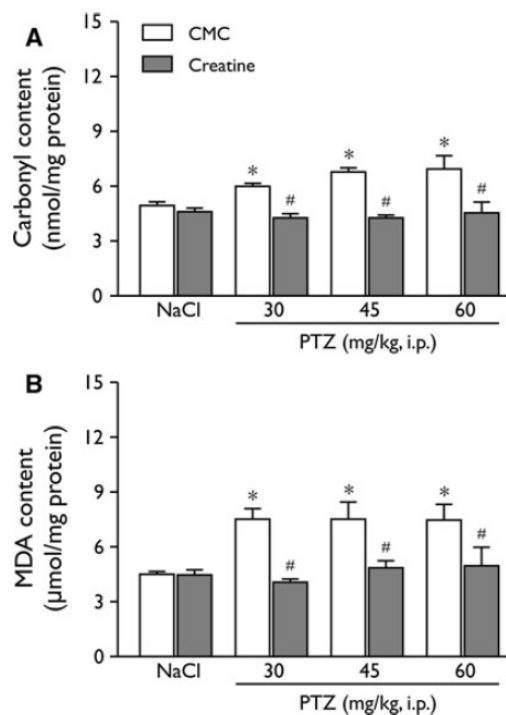 A
15
CMC
Creatine
12
9
6
3
0
Carbonyl content
(nmol/mg protein)
* * *
# # #
NaCl 30 45 60
PTZ (mg/kg, i.p.)
B
15
12
9
6
3
0
MDA content
(μmol/mg protein)
* * *
# # #
NaCl 30 45 60
PTZ (mg/kg, i.p.)